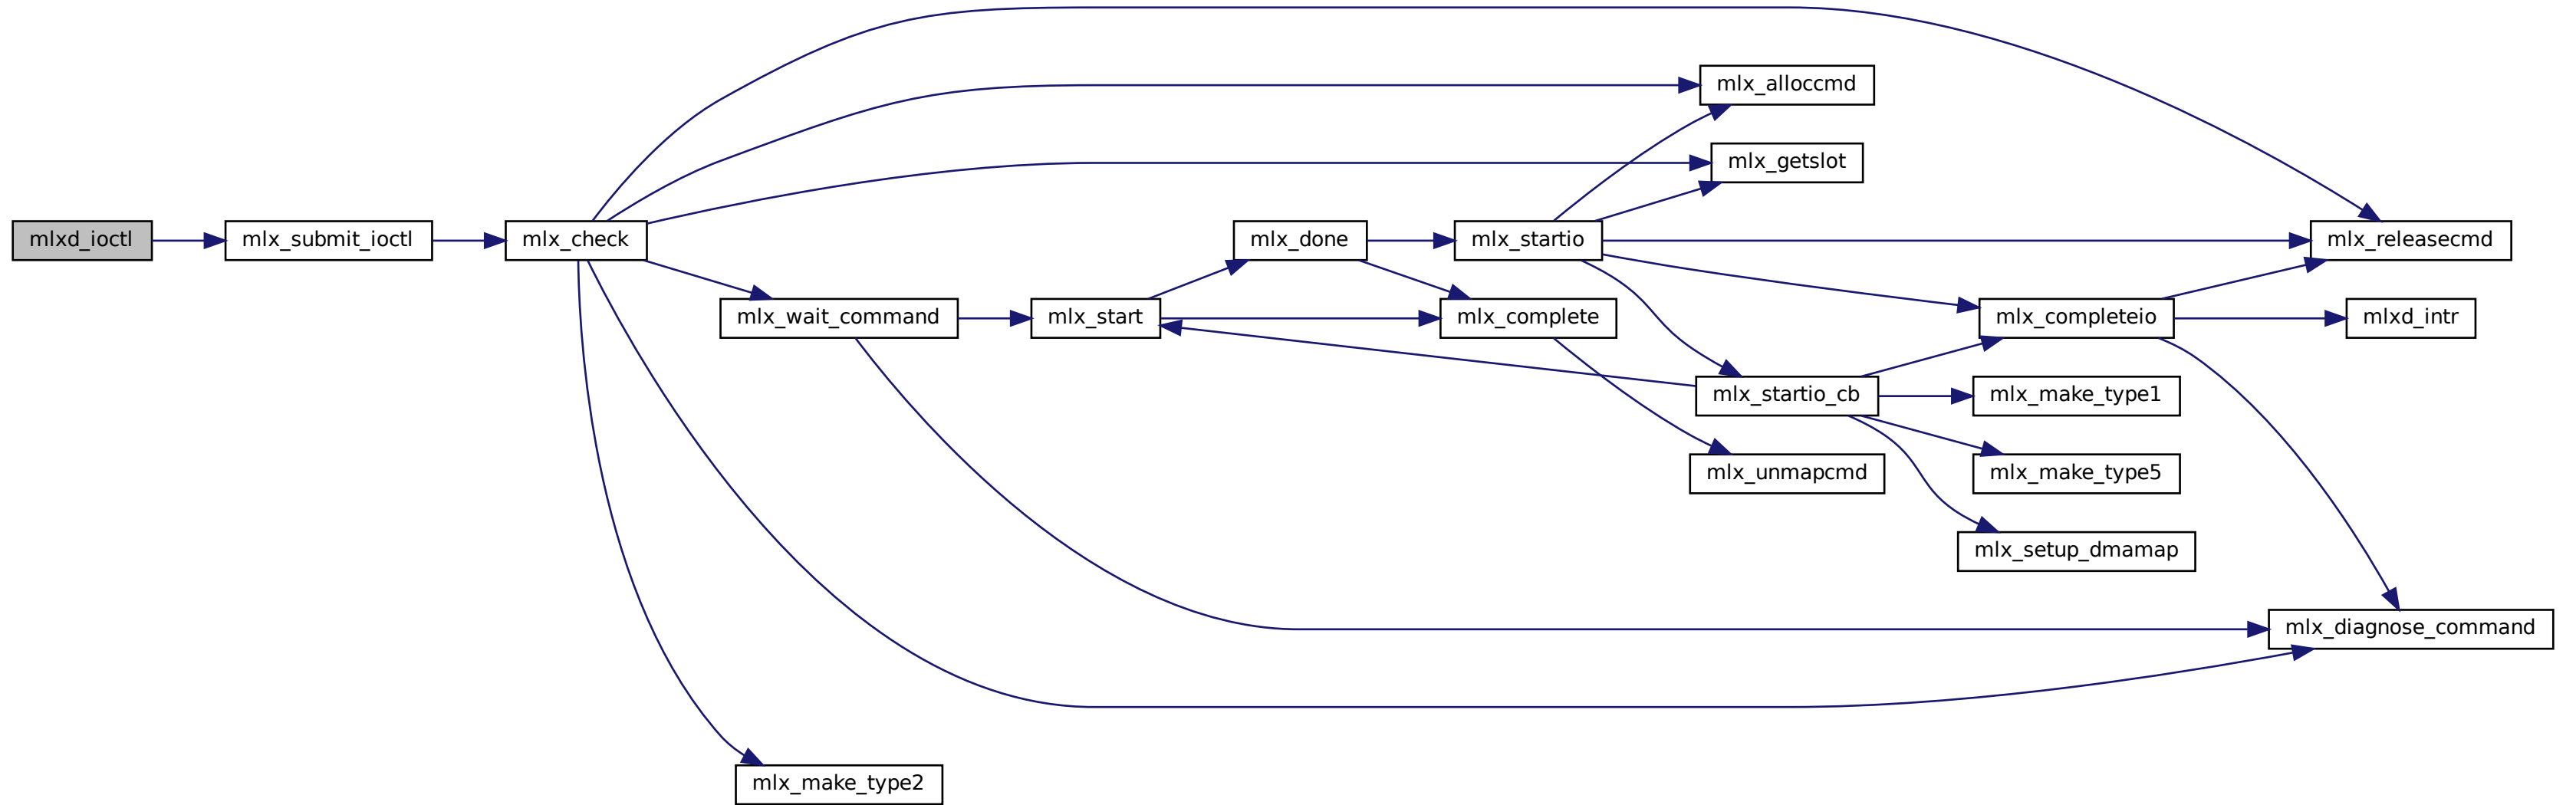 mlx_alloccmd
mlx_getslot
mlxd_ioctl
mlx_submit_ioctl
mlx_check
mlx_done
mlx_startio
mlx_releasecmd
mlx_wait_command
mlx_start
mlx_complete
mlx_completeio
mlxd_intr
mlx_startio_cb
mlx_make_type1
mlx_unmapcmd
mlx_make_type5
mlx_setup_dmamap
mlx_diagnose_command
mlx_make_type2